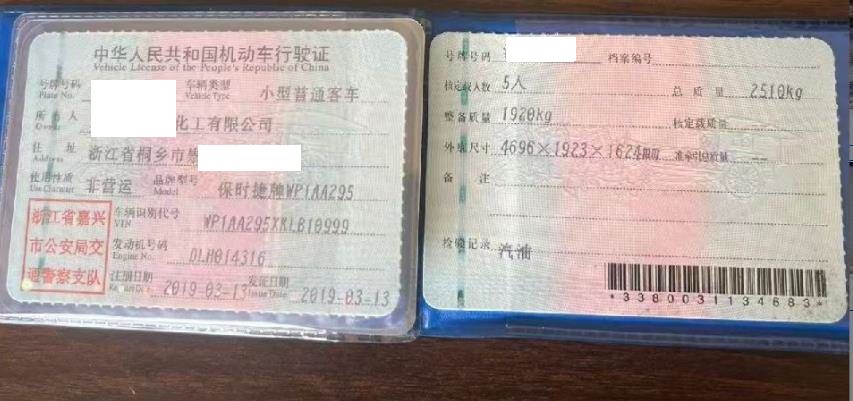 中华人民共和国机动车行驶证
Vehicle License of the People's Republic of China
号牌号码 车辆类型 小型普通客车
Plate No. Vehicle Type
所有人 化工有限公司
Owner
住址 浙江省桐乡市崇
Address
使用性质 非营运 品牌型号 保时捷牌WP1AA295
Use Character Model
浙江省嘉兴
市公安局交
通警察支队
车辆识别代号 WP1AA295XKLB10999
VIN
发动机号码 DLH014316
Engine No.
注册日期 2019-03-13 发证日期 2019-03-13
Issue Date
号牌号码 档案编号
核定载人数 5人 总质量 2510kg
整备质量 1920kg 核定载质量
外廓尺寸 4696×1923×1624mm 准牵引总质量 --
备注
检验记录 汽油
*3380031134683*